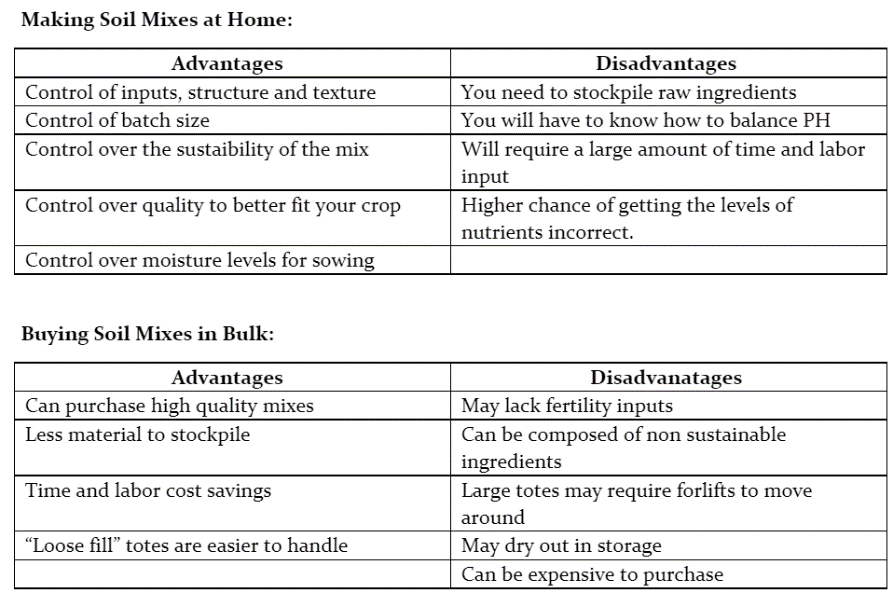 Making Soil Mixes at Home:
Advantages Disadvantages
Control of inputs, structure and texture You need to stockpile raw ingredients
Control of batch size You will have to know how to balance PH
Control over the sustaibility of the mix Will require a large amount of time and labor
input
Control over quality to better fit your crop Higher chance of getting the levels of
nutrients incorrect.
Control over moisture levels for sowing
Buying Soil Mixes in Bulk:
Advantages Disadvanatages
Can purchase high quality mixes May lack fertility inputs
Less material to stockpile Can be composed of non sustainable
ingredients
Time and labor cost savings Large totes may require forlifts to move
around
“Loose fill” totes are easier to handle May dry out in storage
Can be expensive to purchase